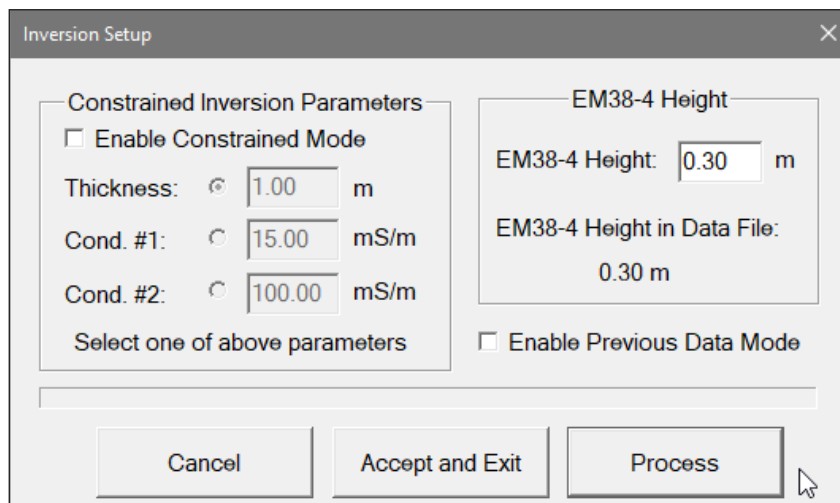 Inversion Setup
Constrained Inversion Parameters
Enable Constrained Mode
Thickness: 1.00 m
Cond. #1: 15.00 mS/m
Cond. #2: 100.00 mS/m
Select one of above parameters
EM38-4 Height
EM38-4 Height: 0.30 m
EM38-4 Height in Data File:
0.30 m
Enable Previous Data Mode
Cancel Accept and Exit Process